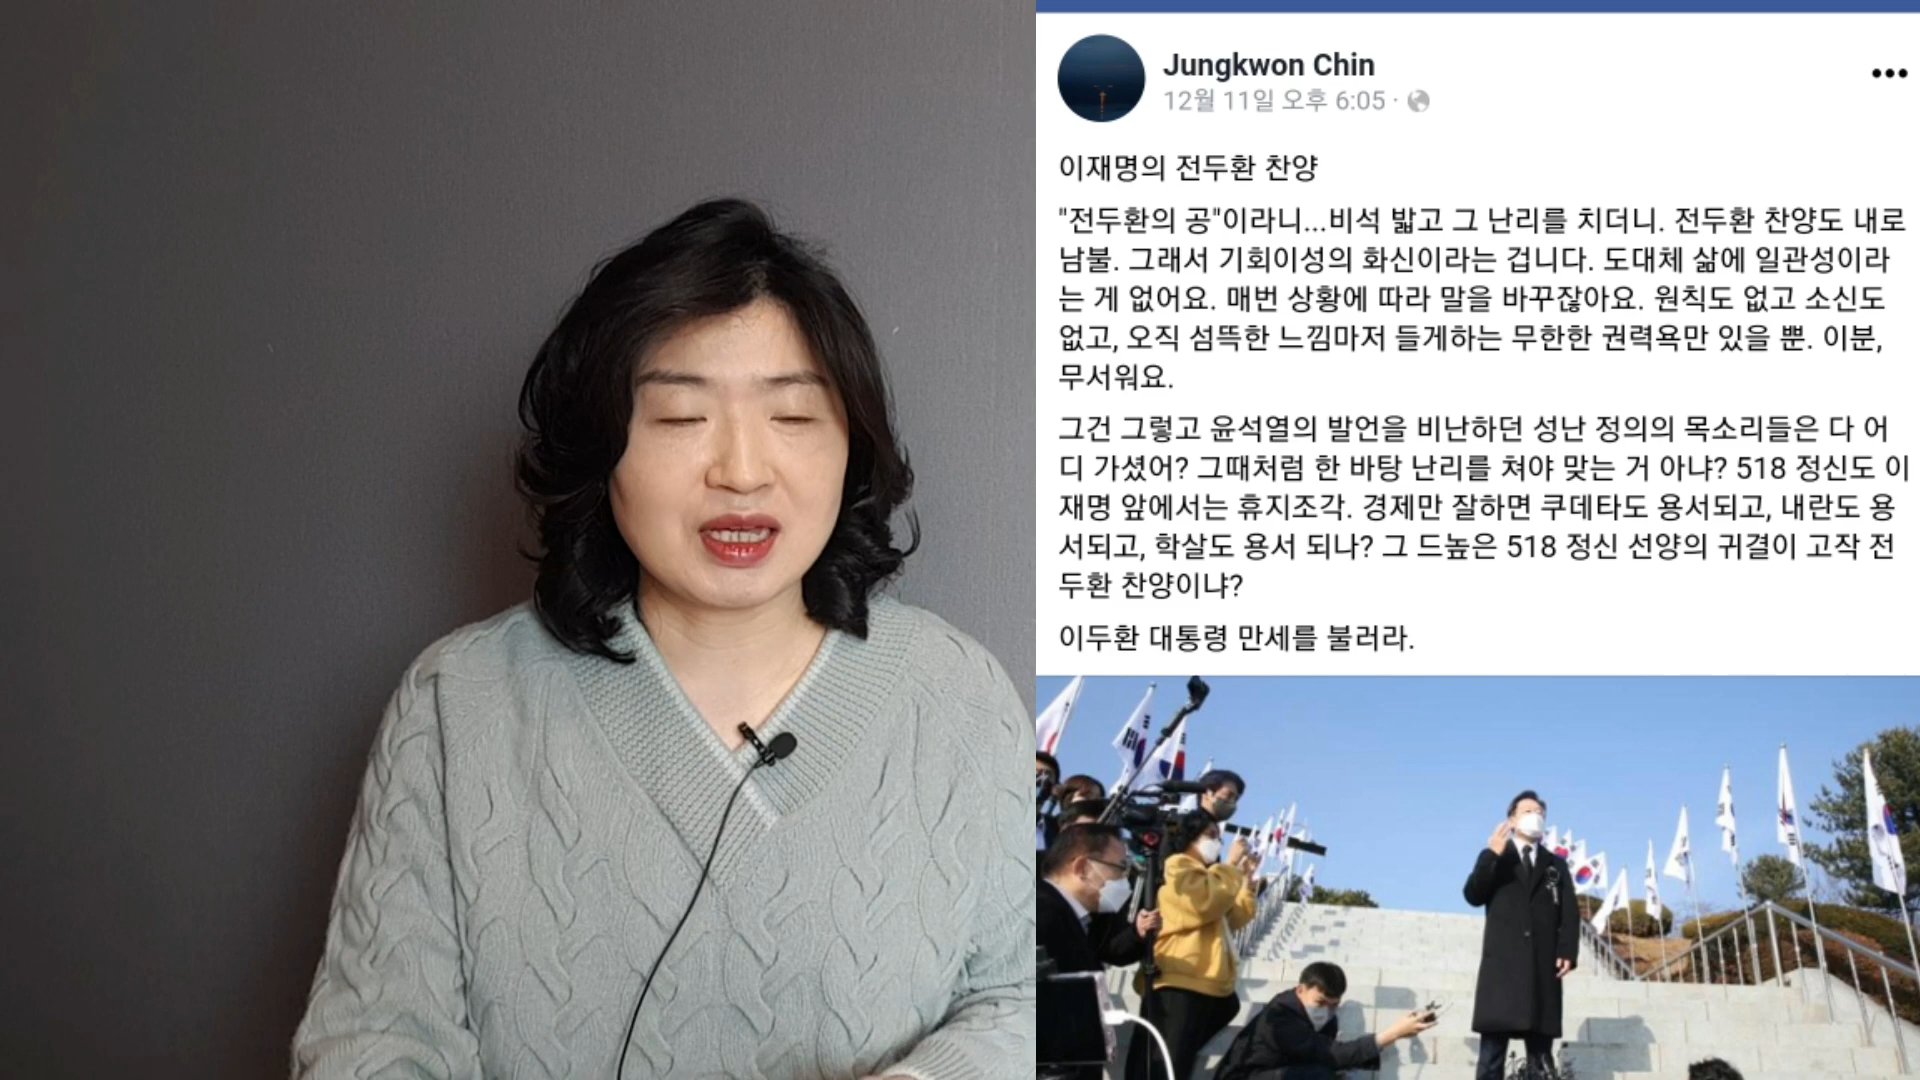 Jungkwon Chin
12월 11일 오후 6:05 ·
이재명의 전두환 찬양
"전두환의 공"이라니...비석 밟고 그 난리를 치더니. 전두환 찬양도 내로
남불. 그래서 기회이성의 화신이라는 겁니다. 도대체 삶에 일관성이라
는 게 없어요. 매번 상황에 따라 말을 바꾸잖아요. 원칙도 없고 소신도
없고, 오직 섬뜩한 느낌마저 들게하는 무한한 권력욕만 있을 뿐. 이분,
무서워요.
그건 그렇고 윤석열의 발언을 비난하던 성난 정의의 목소리들은 다 어
디 가셨어? 그때처럼 한 바탕 난리를 쳐야 맞는 거 아냐? 518 정신도 이
재명 앞에서는 휴지조각. 경제만 잘하면 쿠데타도 용서되고, 내란도 용
서되고, 학살도 용서 되나? 그 드높은 518 정신 선양의 귀결이 고작 전
두환 찬양이냐?
이두환 대통령 만세를 불러라.